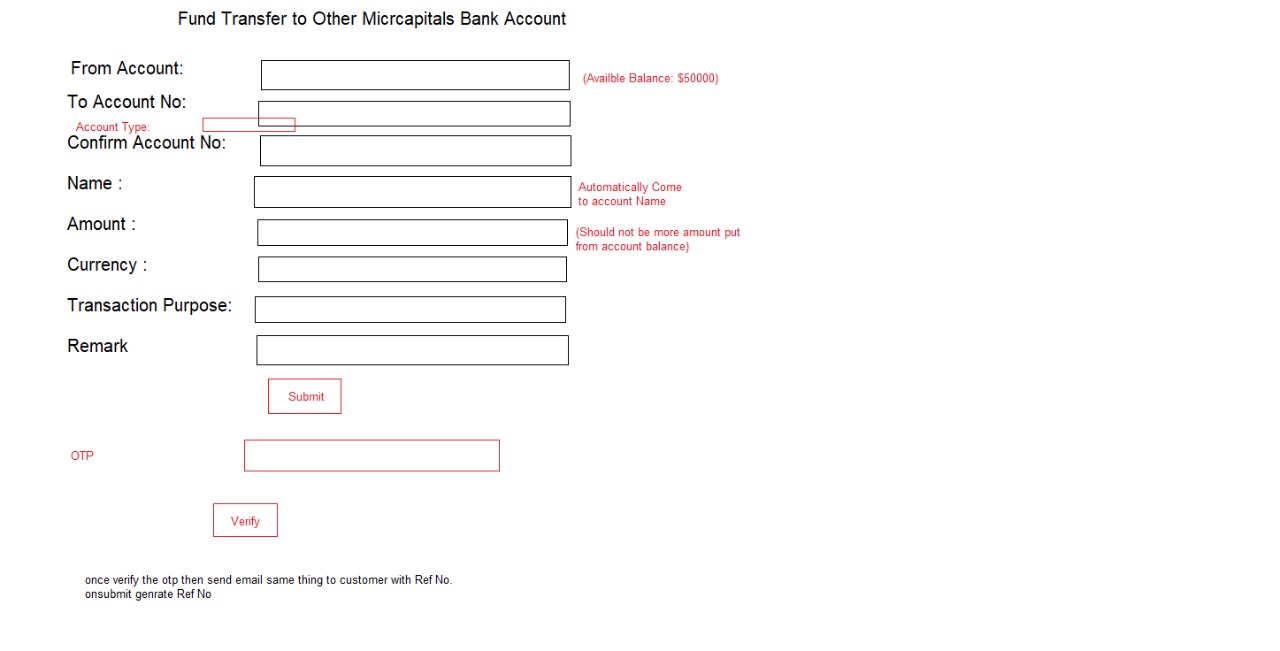 Fund Transfer to Other Micrcapitals Bank Account
From Account:
(Availble Balance: $50000)
To Account No:
Account Type:
Confirm Account No:
Name :
Automatically Come
to account Name
Amount :
(Should not be more amount put
from account balance)
Currency :
Transaction Purpose:
Remark
Submit
OTP
Verify
once verify the otp then send email same thing to customer with Ref No.
onsubmit genrate Ref No